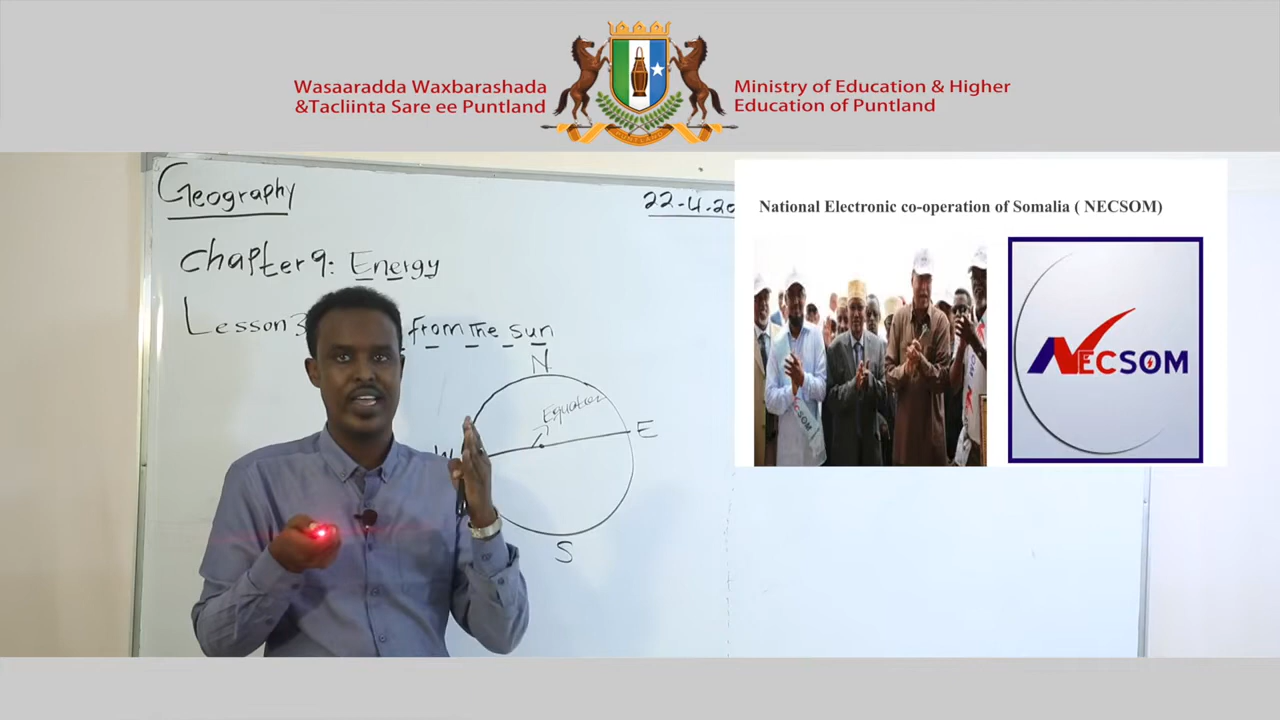 Wasaaradda Waxbarashada
&Tacliinta Sare ee Puntland
Ministry of Education & Higher
Education of Puntland
Geography
22-4-20
Chapter 9: Energy
Lesson 3 from the sun
N
Equator
E
S
National Electronic co-operation of Somalia ( NECSOM)
NECSOM
NECSOM